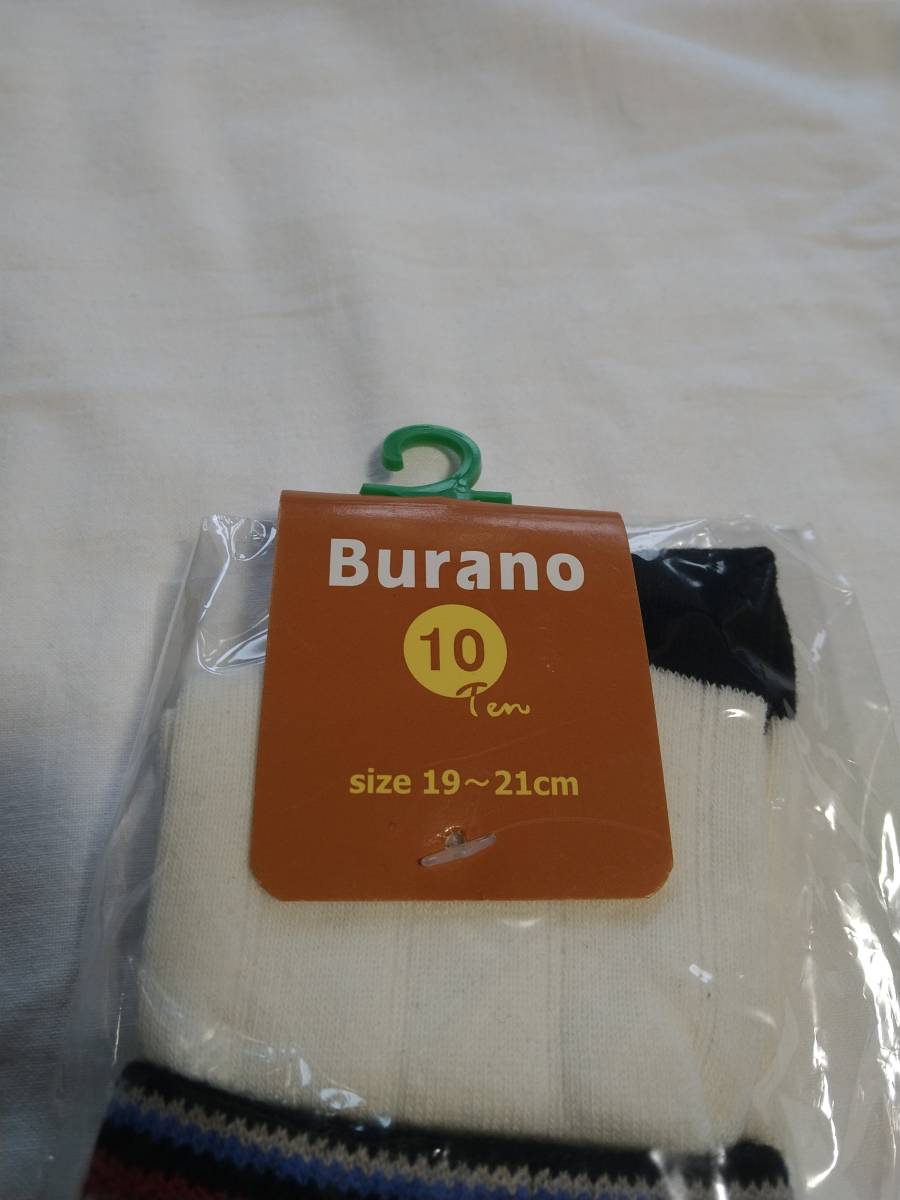 Burano
10
Ten
size 19～21cm